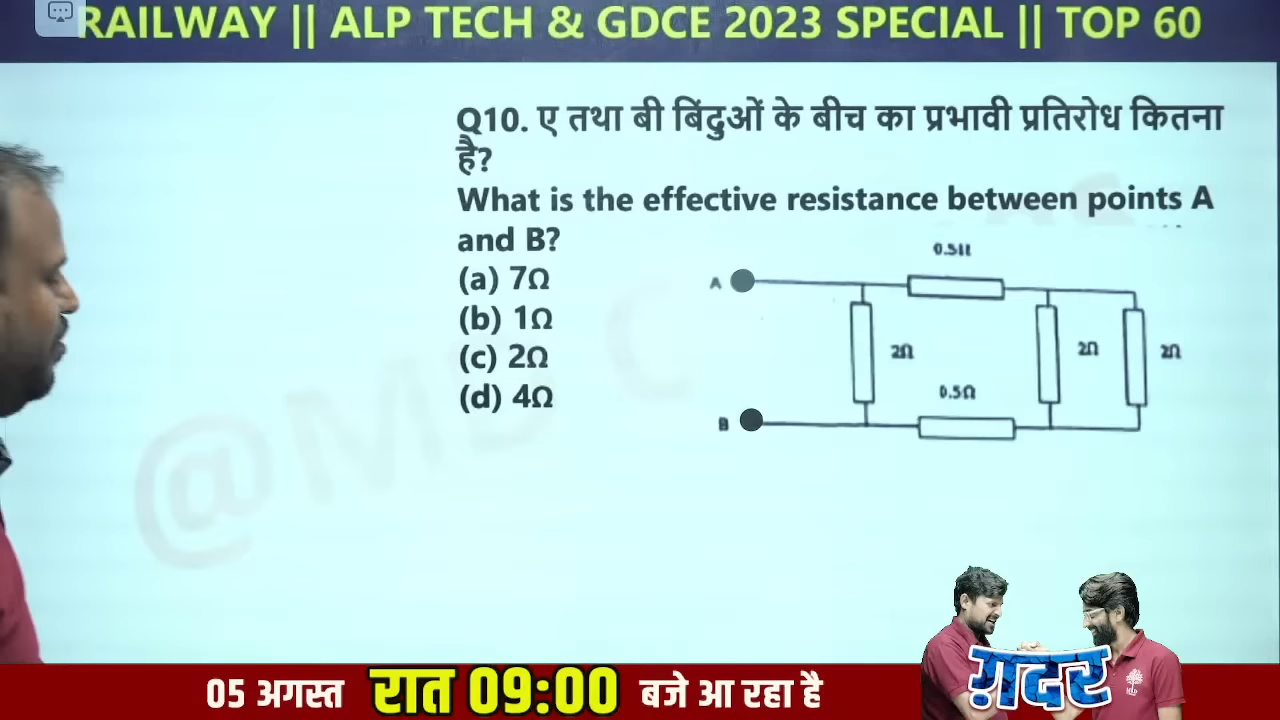 RAILWAY || ALP TECH & GDCE 2023 SPECIAL || TOP 60
Q10. ए तथा बी बिंदुओं के बीच का प्रभावी प्रतिरोध कितना
है?
What is the effective resistance between points A
and B?
(a) 7Ω
(b) 1Ω
(c) 2Ω
(d) 4Ω
0.5Ω
A
2Ω
2Ω
2Ω
0.5Ω
B
05 अगस्त रात 09:00 बजे आ रहा है
ग़दर